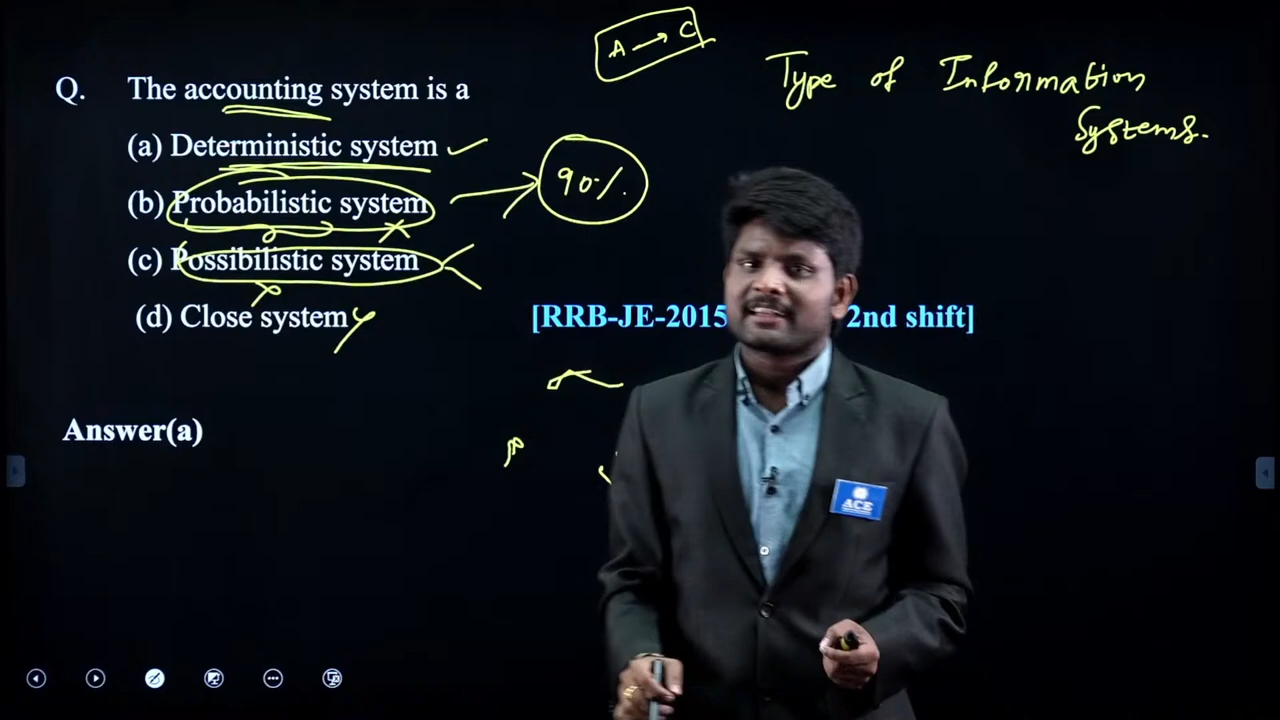 A → C
Type of Information
Systems.
Q. The accounting system is a
(a) Deterministic system
(b) Probabilistic system
90%.
(c) Possibilistic system
(d) Close system
[RRB-JE-2015 2nd shift]
Answer(a)
ACE